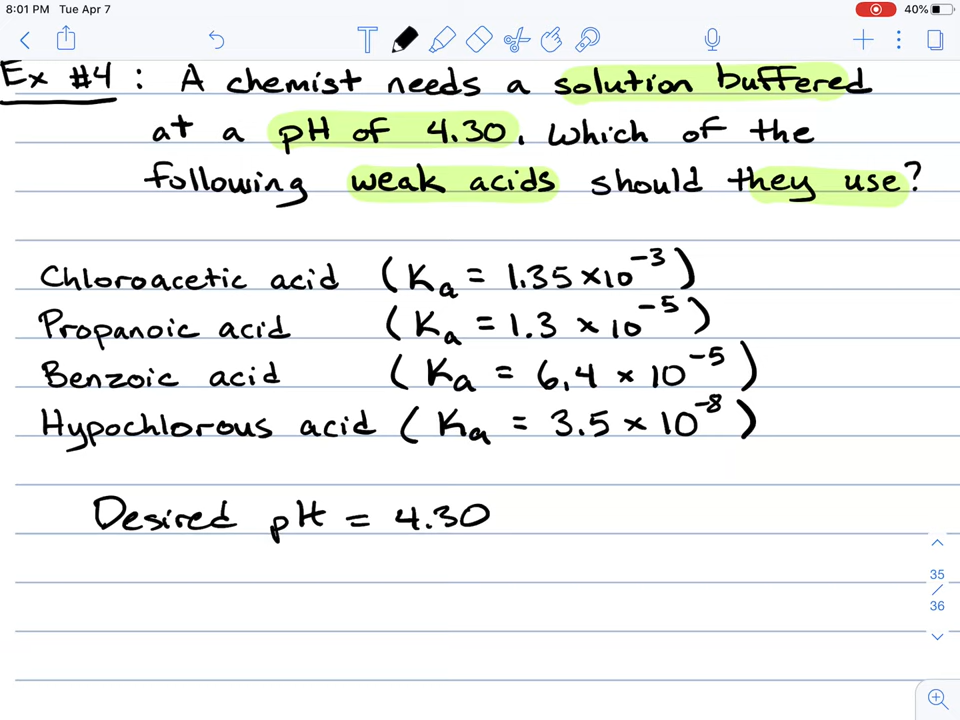 8:01 PM Tue Apr 7
40%
T
Ex #4 : A chemist needs a solution buffered
at a pH of 4.30. Which of the
following weak acids should they use?
Chloroacetic acid (Ka = 1.35 ×10⁻³)
Propanoic acid (Ka = 1.3 × 10⁻⁵)
Benzoic acid (Ka = 6.4 × 10⁻⁵)
Hypochlorous acid (Ka = 3.5 × 10⁻⁸)
Desired pH = 4.30
35
/
36